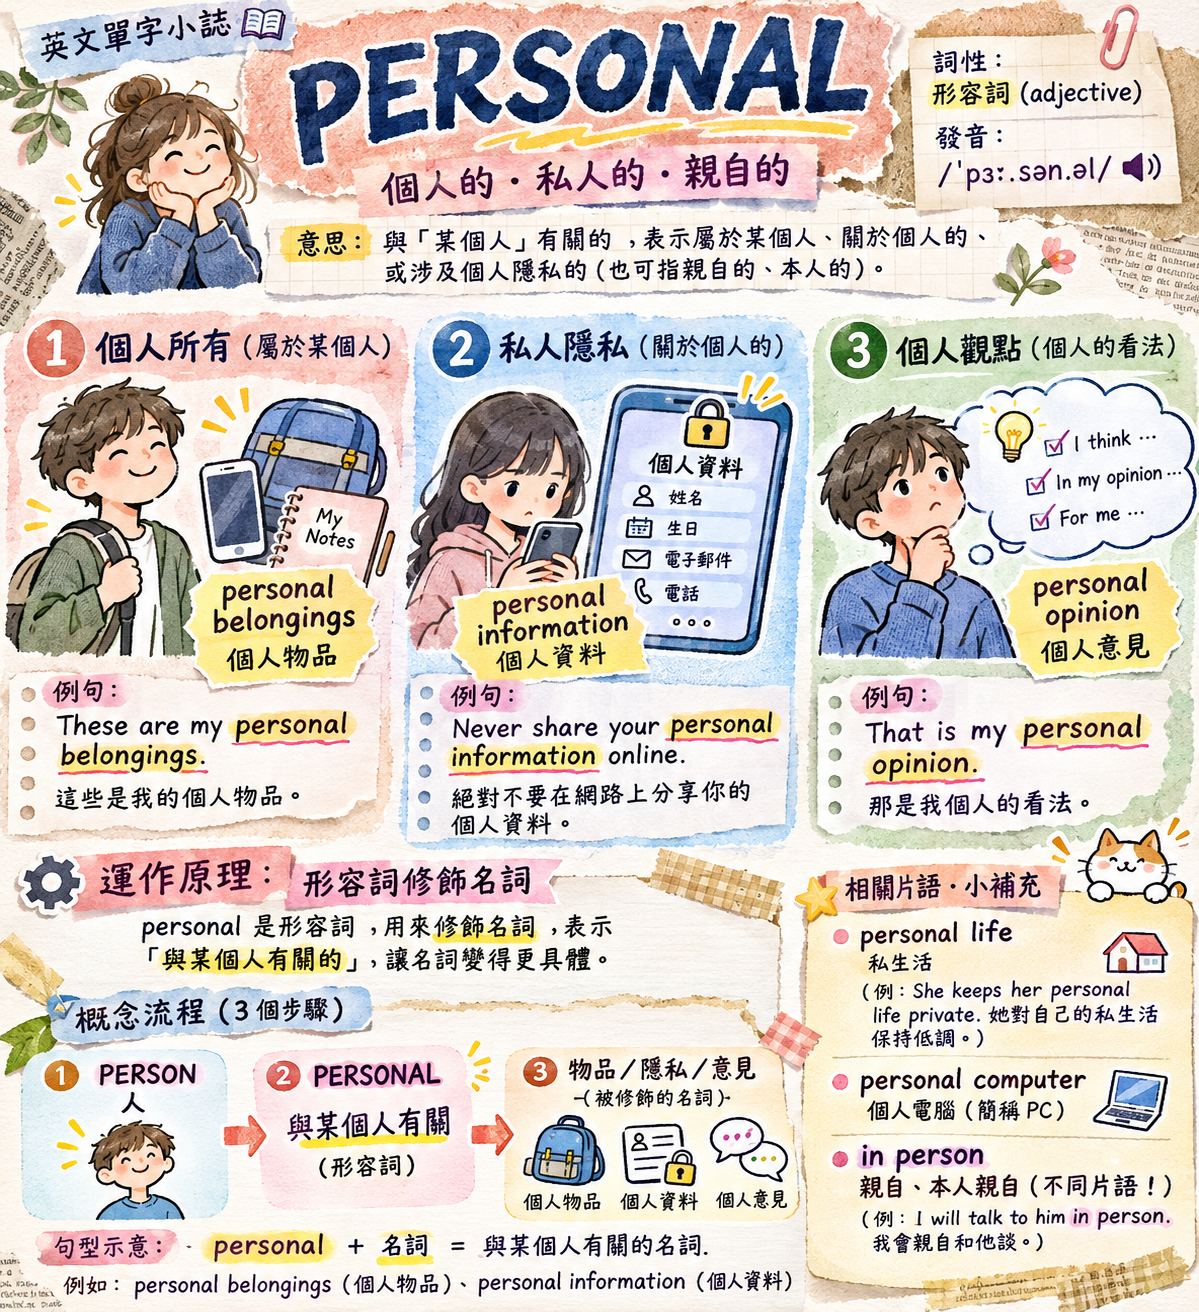 英文單字小誌
PERSONAL
個人的・私人的・親自的
詞性：
形容詞 (adjective)
發音：
/ˈpɜː.sən.əl/
意思： 與「某個人」有關的，表示屬於某個人、關於個人的、
或涉及個人隱私的（也可指親自的、本人的）。
1 個人所有（屬於某個人）
My
Notes
personal
belongings
個人物品
例句：
These are my personal
belongings.
這些是我的個人物品。
2 私人隱私（關於個人的）
個人資料
姓名
生日
電子郵件
電話
personal
information
個人資料
例句：
Never share your personal
information online.
絕對不要在網路上分享你的
個人資料。
3 個人觀點（個人的看法）
I think ...
In my opinion ...
For me ...
personal
opinion
個人意見
例句：
That is my personal
opinion.
那是我個人的看法。
運作原理： 形容詞修飾名詞
personal 是形容詞，用來修飾名詞，表示
「與某個人有關的」，讓名詞變得更具體。
概念流程（3 個步驟）
1 PERSON
人
2 PERSONAL
與某個人有關
（形容詞）
3 物品／隱私／意見
（被修飾的名詞）
個人物品 個人資料 個人意見
句型示意： personal + 名詞 = 與某個人有關的名詞.
例如： personal belongings（個人物品）、personal information（個人資料）
相關片語・小補充
personal life
私生活
（例：She keeps her personal
life private. 她對自己的私生活
保持低調。）
personal computer
個人電腦（簡稱 PC）
in person
親自、本人親自（不同片語！）
（例：I will talk to him in person.
我會親自和他談。）